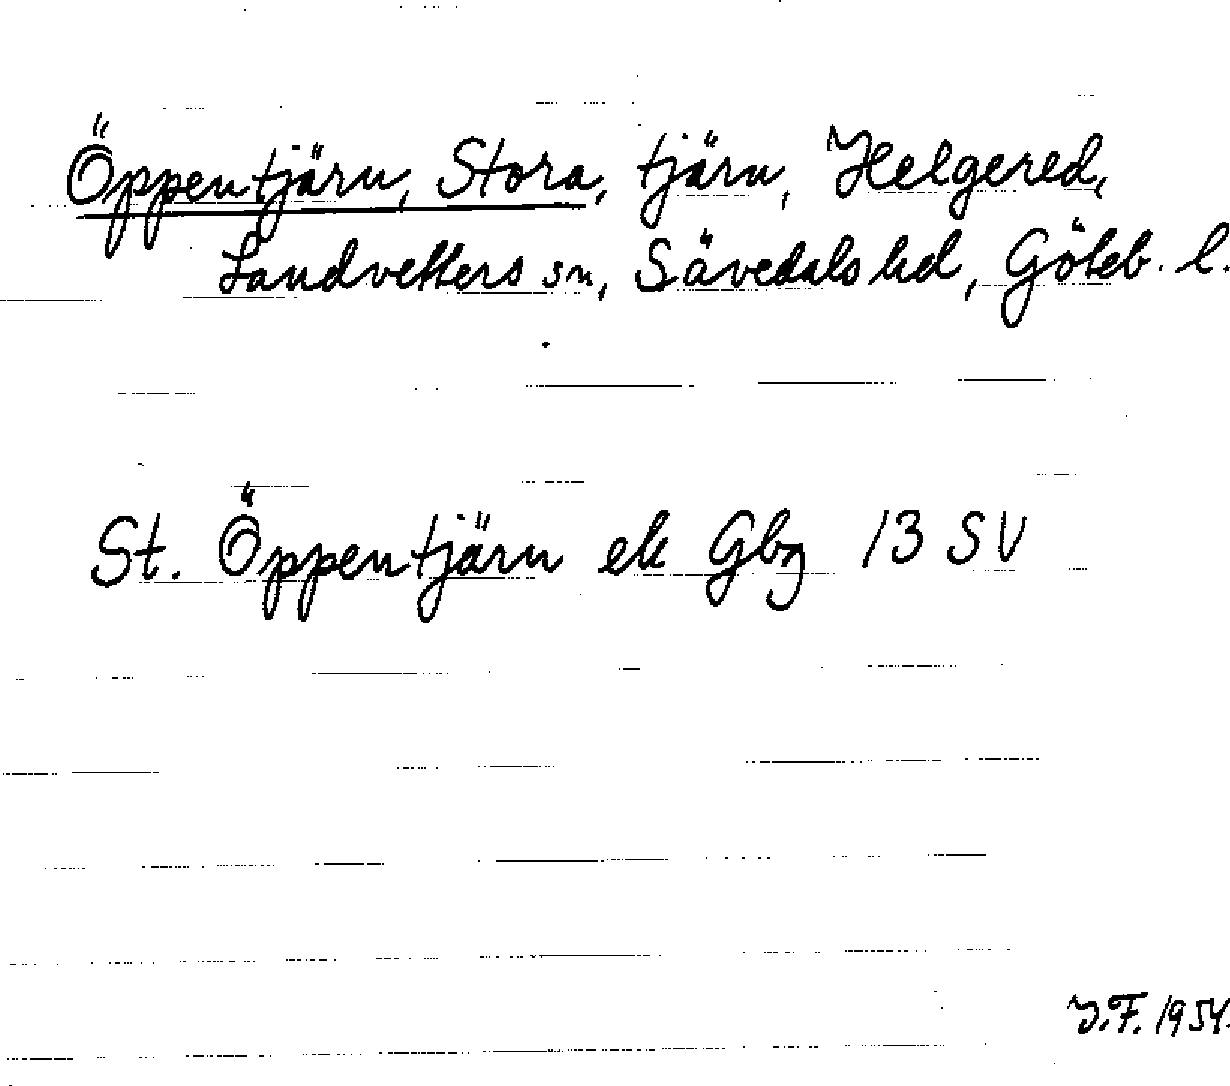 Öppentjärn, Stora, tjärn, Helgered,
Landvetters sn, Sävedals hd, Göteb. l.
St. Öppentjärn ek Gbg 13 SV
I.F. 1954.